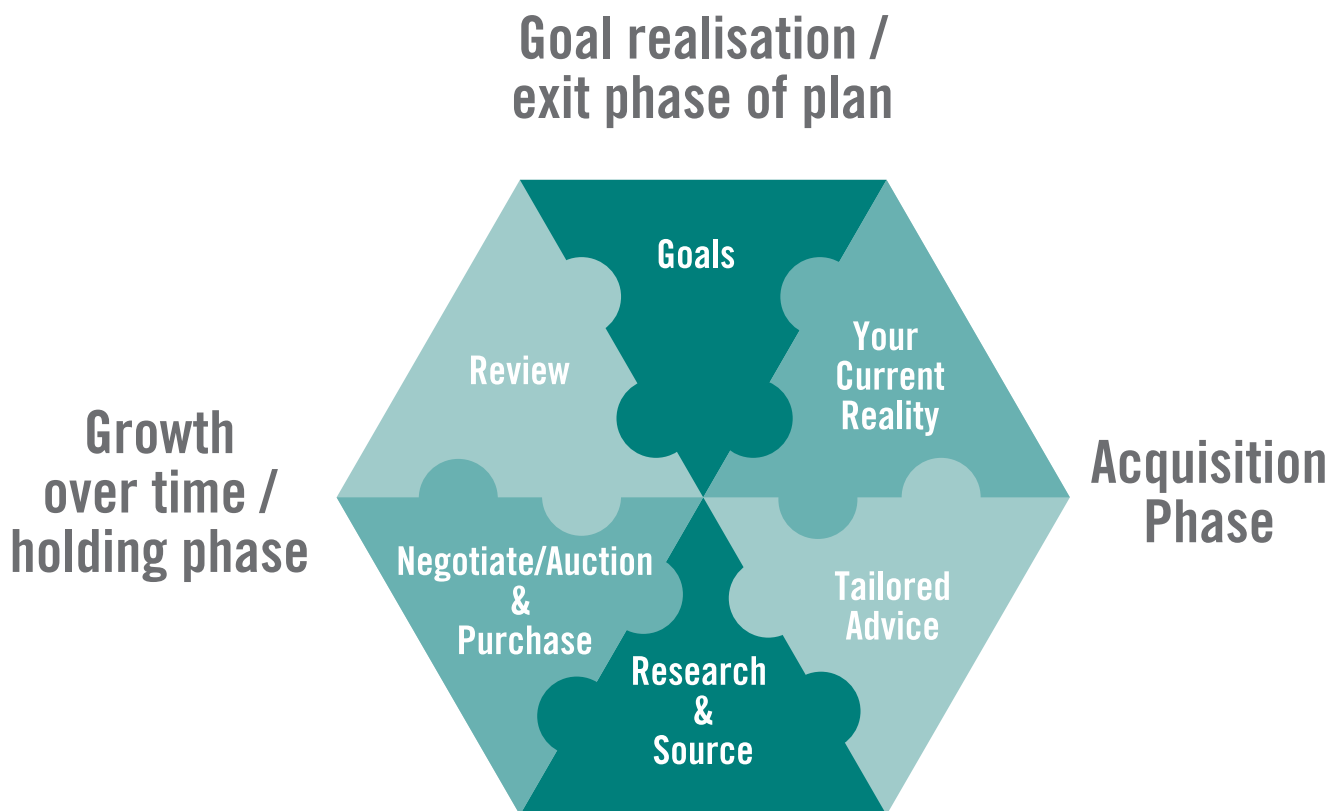 Goal realisation /
exit phase of plan
Goals
Your
Current
Reality
Review
Growth
over time /
holding phase
Acquisition
Phase
Negotiate/Auction
&
Purchase
Tailored
Advice
Research
&
Source